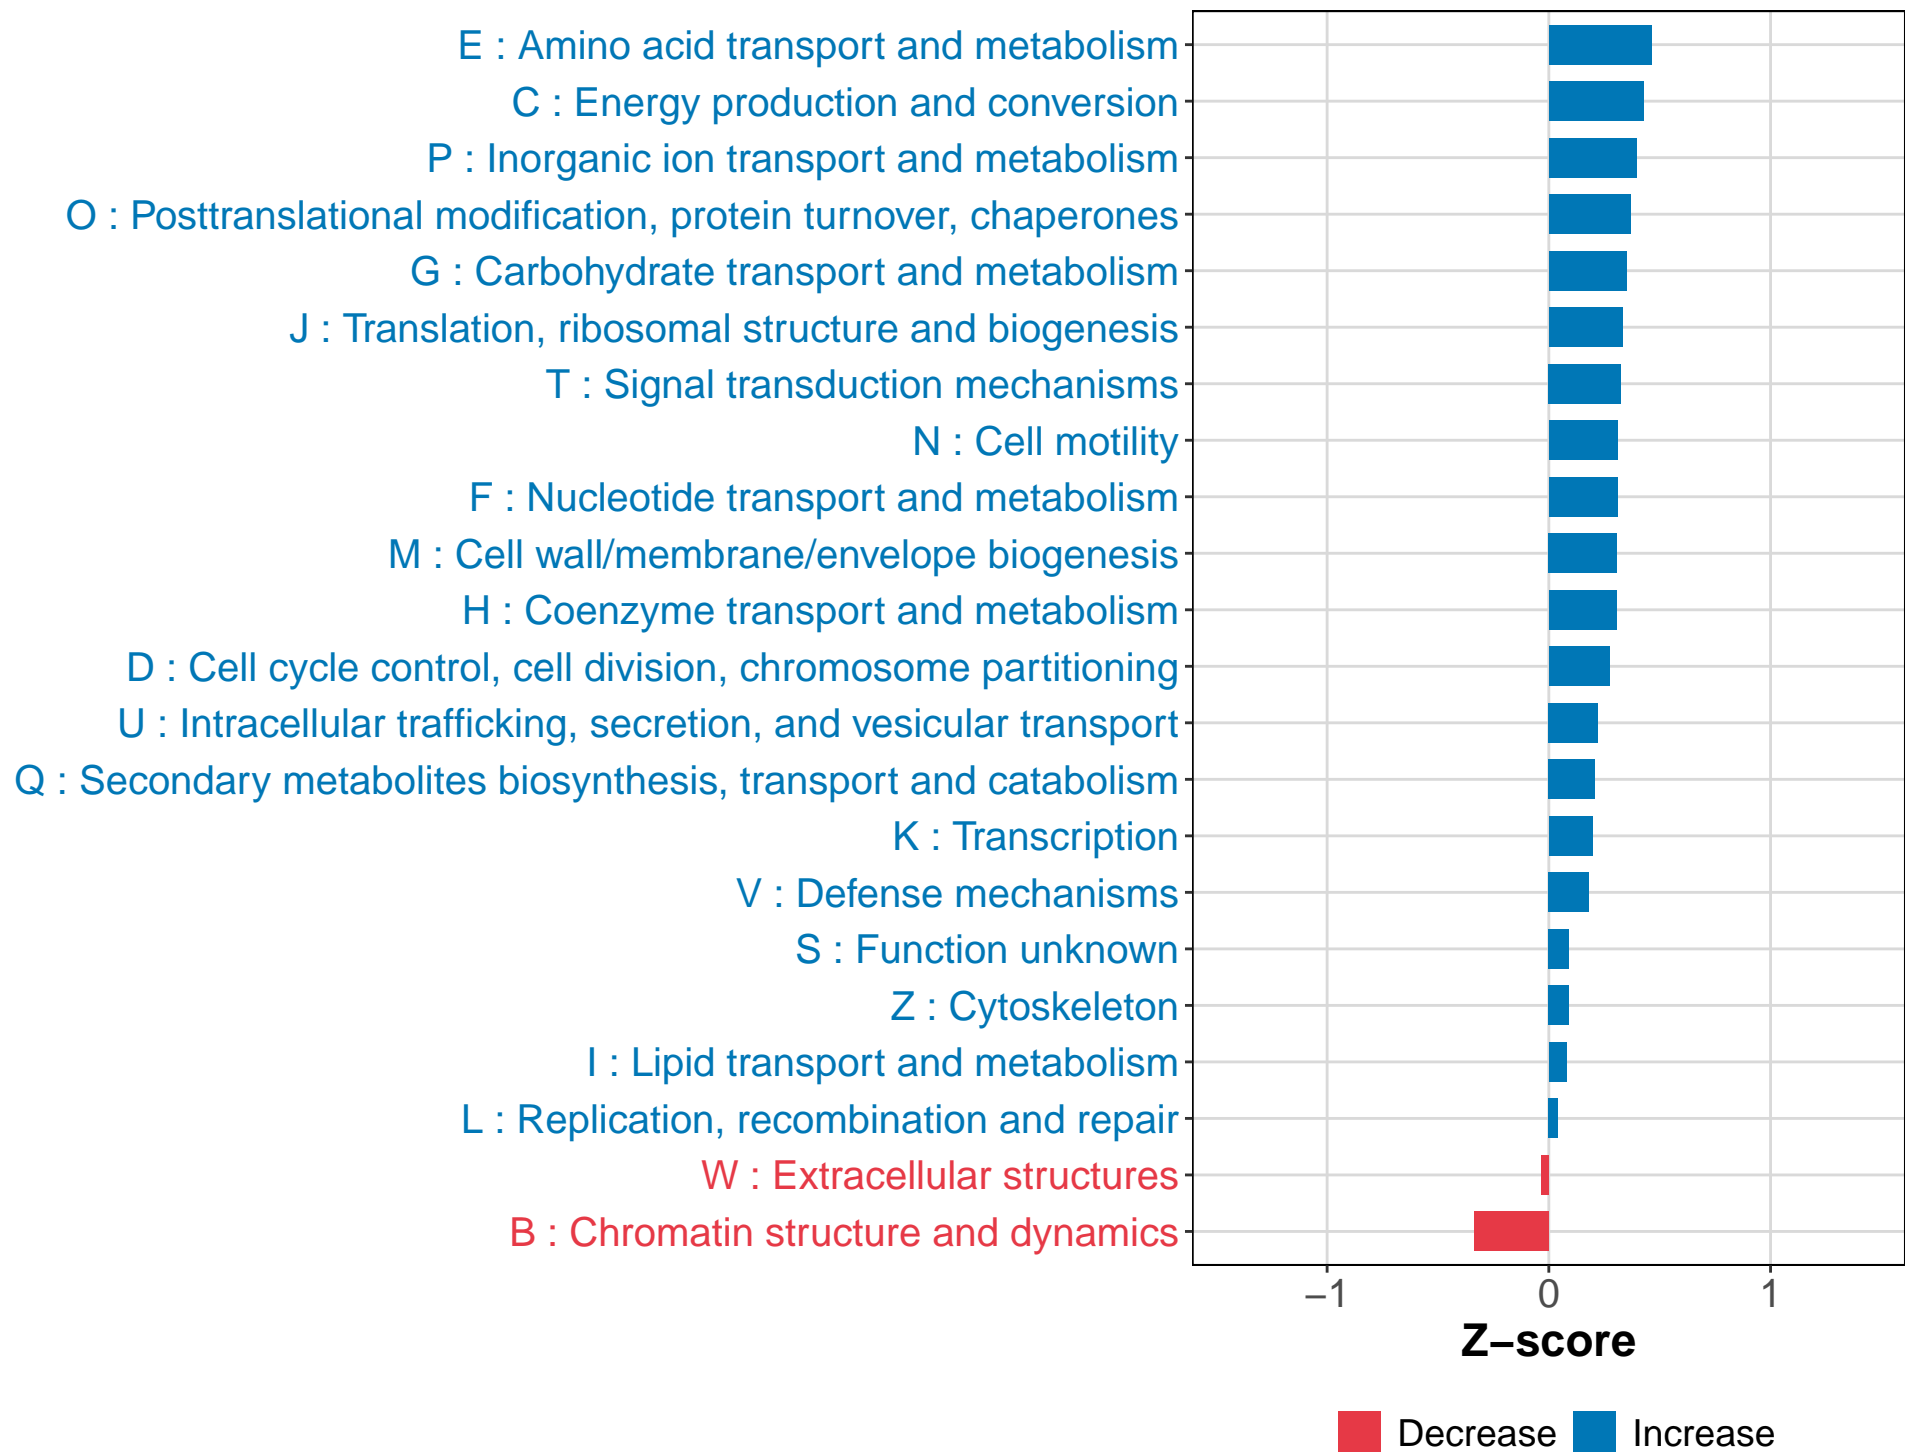 E : Amino acid transport and metabolism
C : Energy production and conversion
P : Inorganic ion transport and metabolism
O : Posttranslational modification, protein turnover, chaperones
G : Carbohydrate transport and metabolism
J : Translation, ribosomal structure and biogenesis
T : Signal transduction mechanisms
N : Cell motility
F : Nucleotide transport and metabolism
M : Cell wall/membrane/envelope biogenesis
H : Coenzyme transport and metabolism
D : Cell cycle control, cell division, chromosome partitioning
U : Intracellular trafficking, secretion, and vesicular transport
Q : Secondary metabolites biosynthesis, transport and catabolism
K : Transcription
V : Defense mechanisms
S : Function unknown
Z : Cytoskeleton
I : Lipid transport and metabolism
L : Replication, recombination and repair
W : Extracellular structures
B : Chromatin structure and dynamics
−1 0 1
Z−score
Decrease Increase